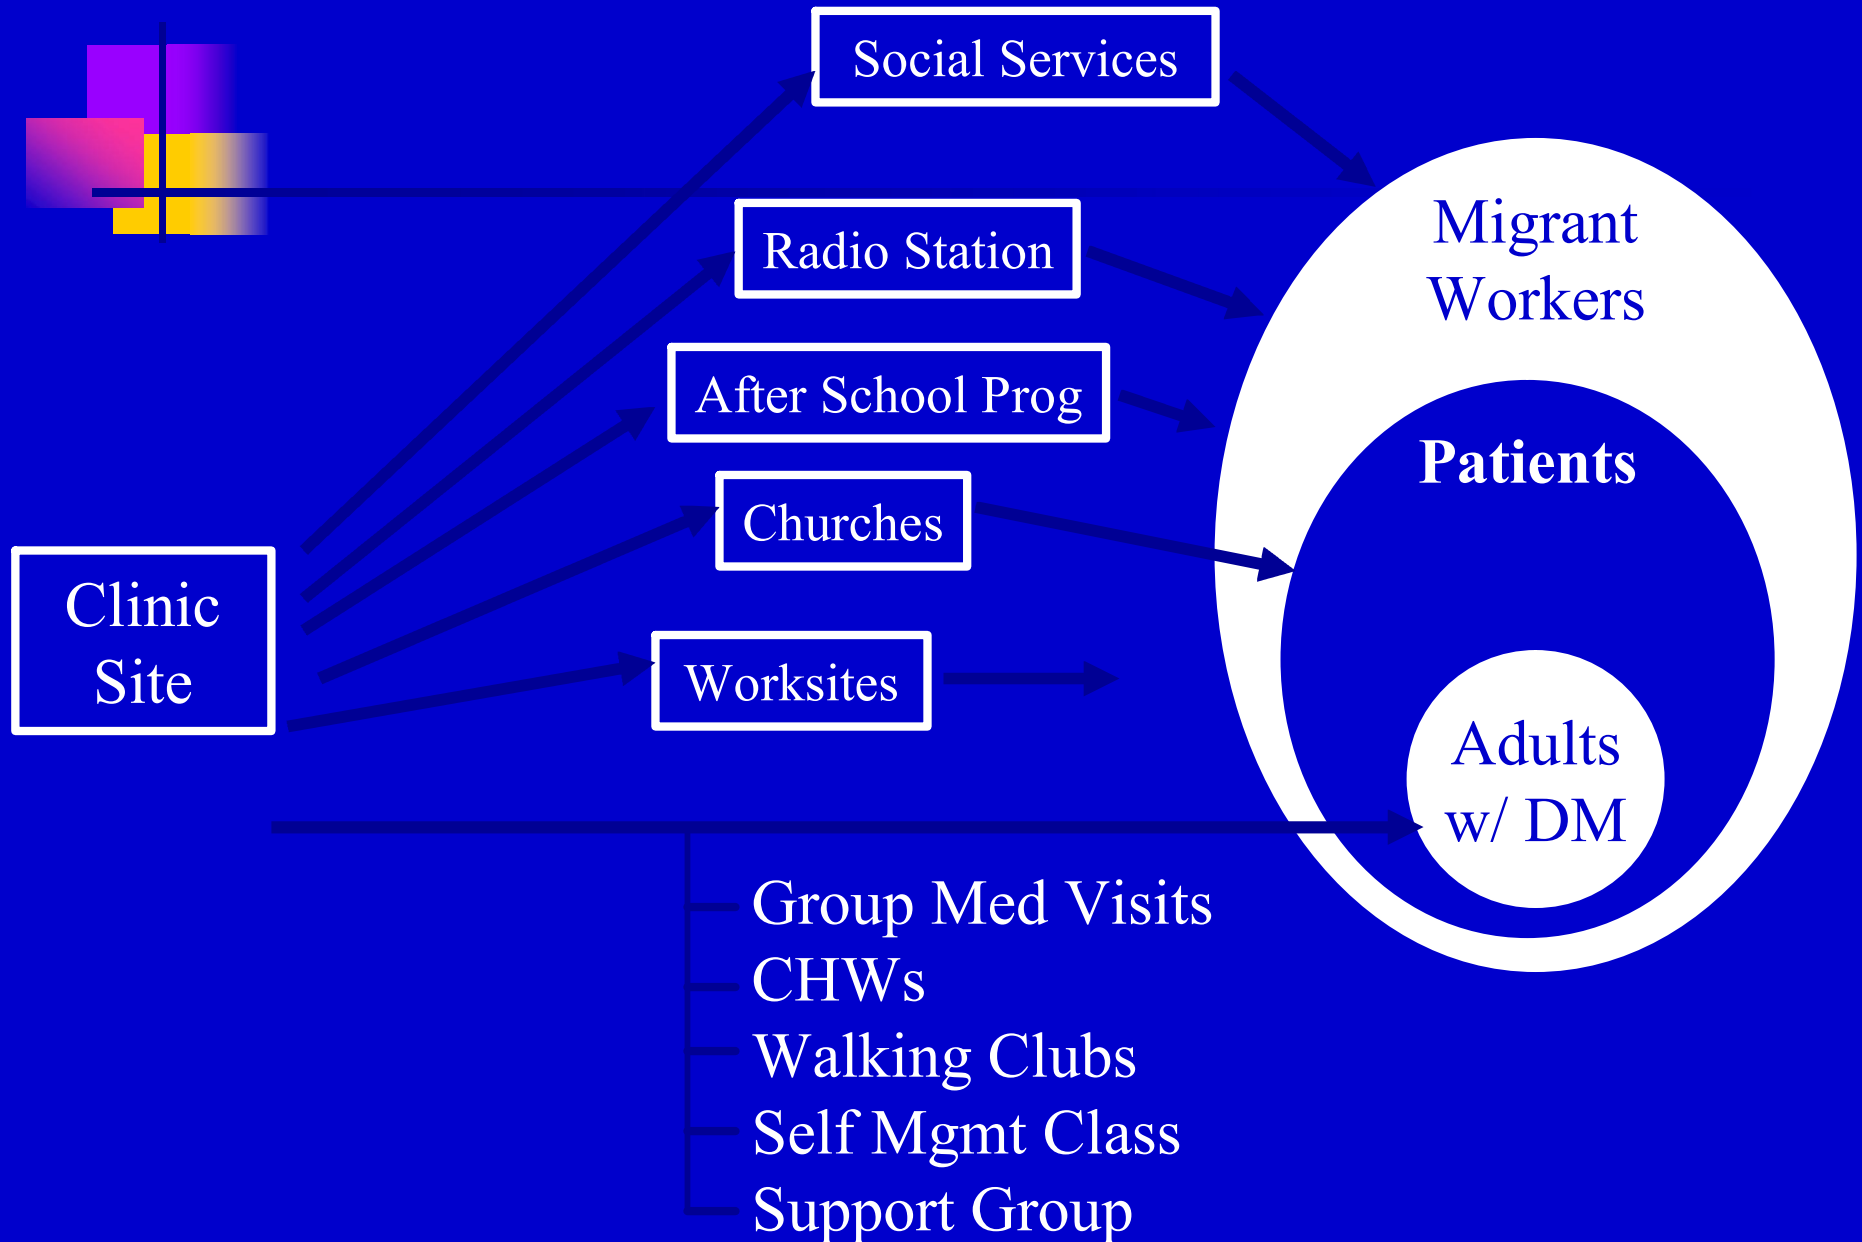 Social Services
Radio Station
After School Prog
Churches
Worksites
Clinic
Site
Migrant
Workers
Patients
Adults
w/ DM
Group Med Visits
CHWs
Walking Clubs
Self Mgmt Class
Support Group